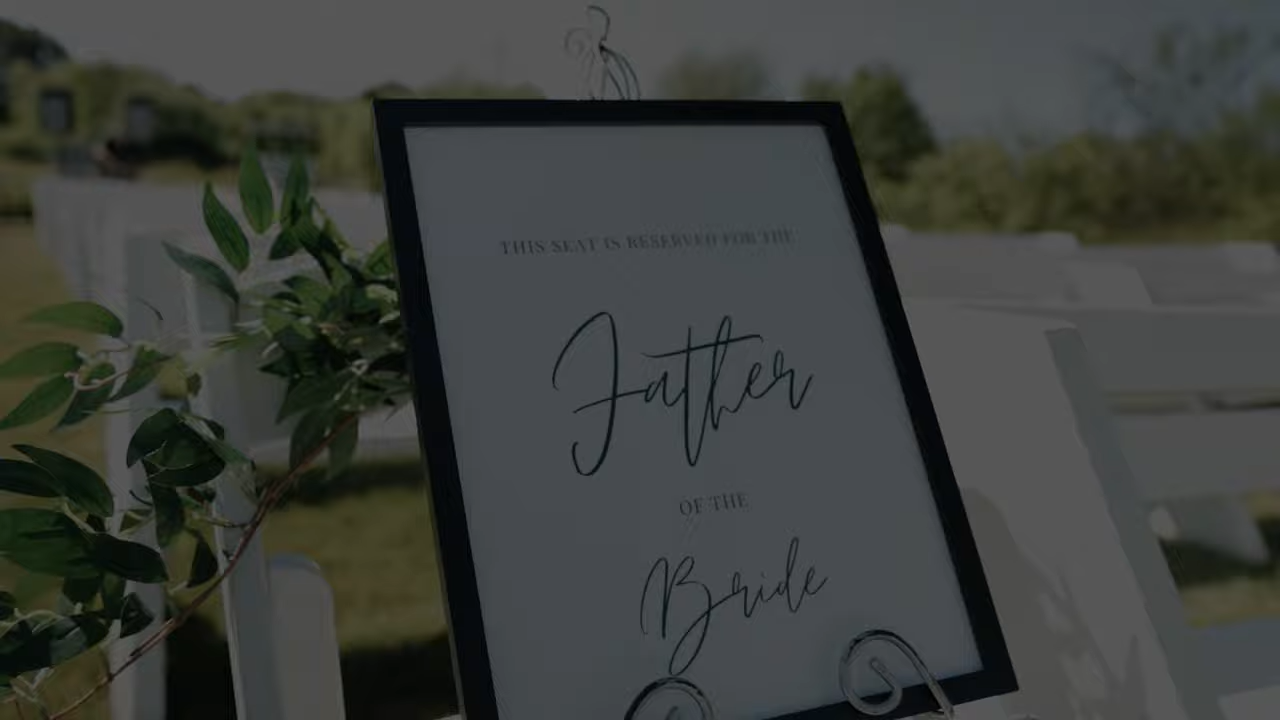 THIS SEAT IS RESERVED FOR THE
Father
OF THE
Bride